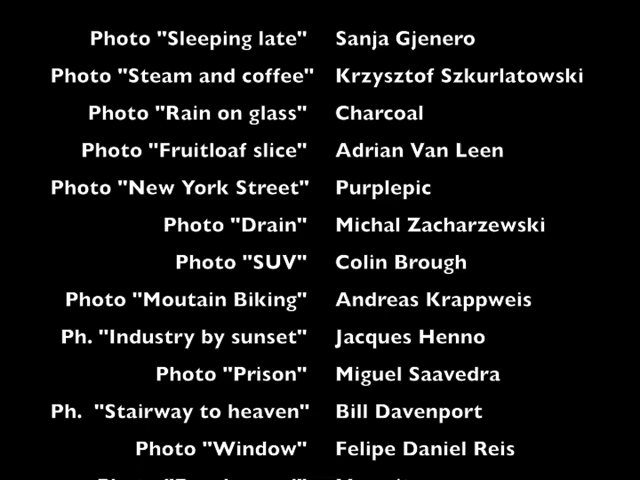 Photo "Sleeping late" Sanja Gjenero
Photo "Steam and coffee" Krzysztof Szkurlatowski
Photo "Rain on glass" Charcoal
Photo "Fruitloaf slice" Adrian Van Leen
Photo "New York Street" Purplepic
Photo "Drain" Michal Zacharzewski
Photo "SUV" Colin Brough
Photo "Moutain Biking" Andreas Krappweis
Ph. "Industry by sunset" Jacques Henno
Photo "Prison" Miguel Saavedra
Ph. "Stairway to heaven" Bill Davenport
Photo "Window" Felipe Daniel Reis